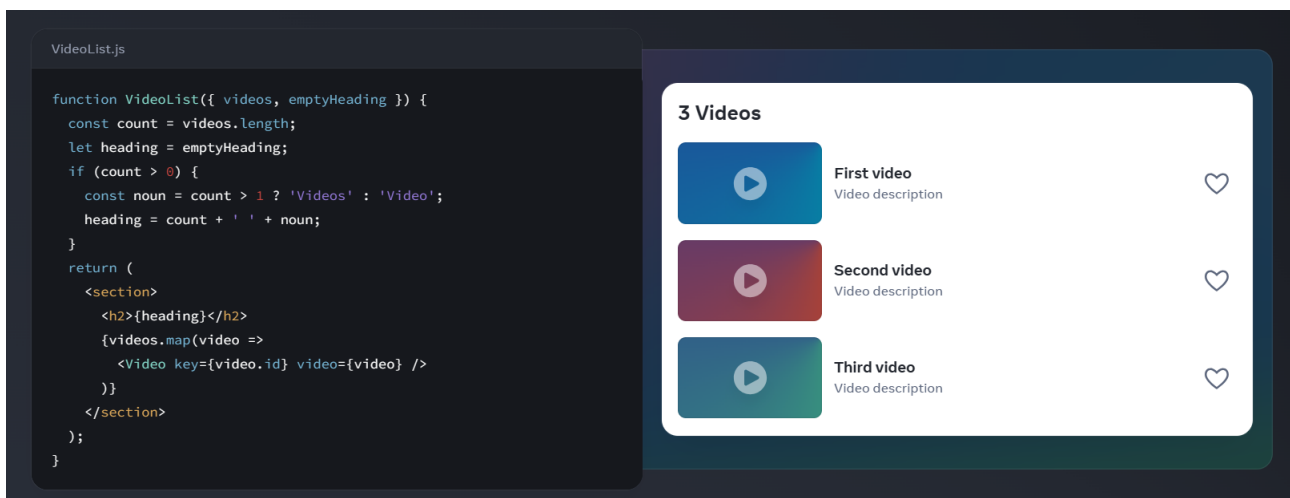 VideoList.js
function VideoList({ videos, emptyHeading }) {
  const count = videos.length;
  let heading = emptyHeading;
  if (count > 0) {
    const noun = count > 1 ? 'Videos' : 'Video';
    heading = count + ' ' + noun;
  }
  return (
    <section>
      <h2>{heading}</h2>
      {videos.map(video =>
        <Video key={video.id} video={video} />
      )}
    </section>
  );
}
3 Videos
First video
Video description
Second video
Video description
Third video
Video description